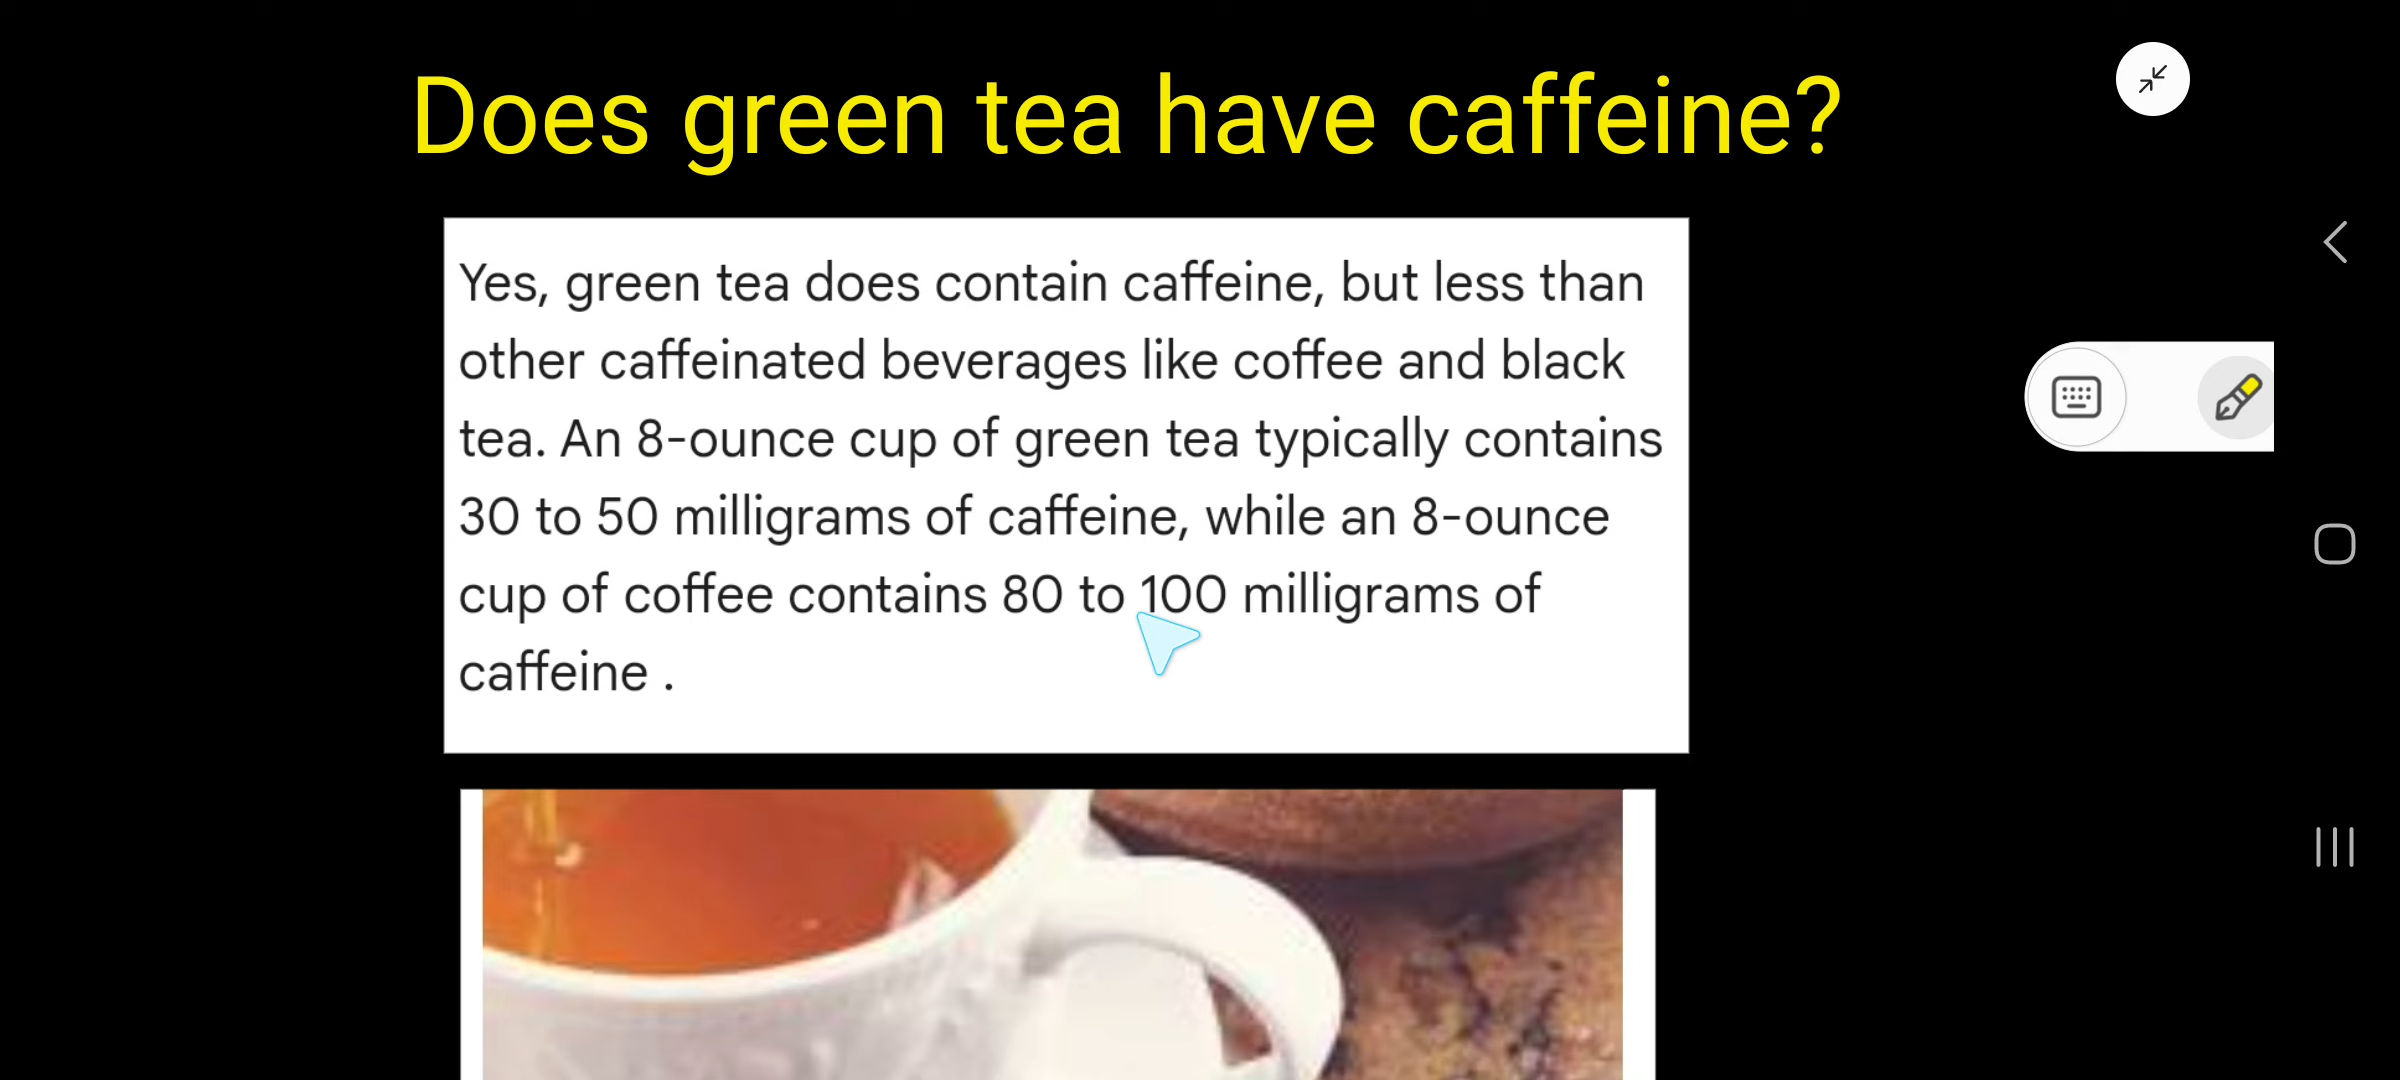 Does green tea have caffeine?
Yes, green tea does contain caffeine, but less than
other caffeinated beverages like coffee and black
tea. An 8-ounce cup of green tea typically contains
30 to 50 milligrams of caffeine, while an 8-ounce
cup of coffee contains 80 to 100 milligrams of
caffeine .